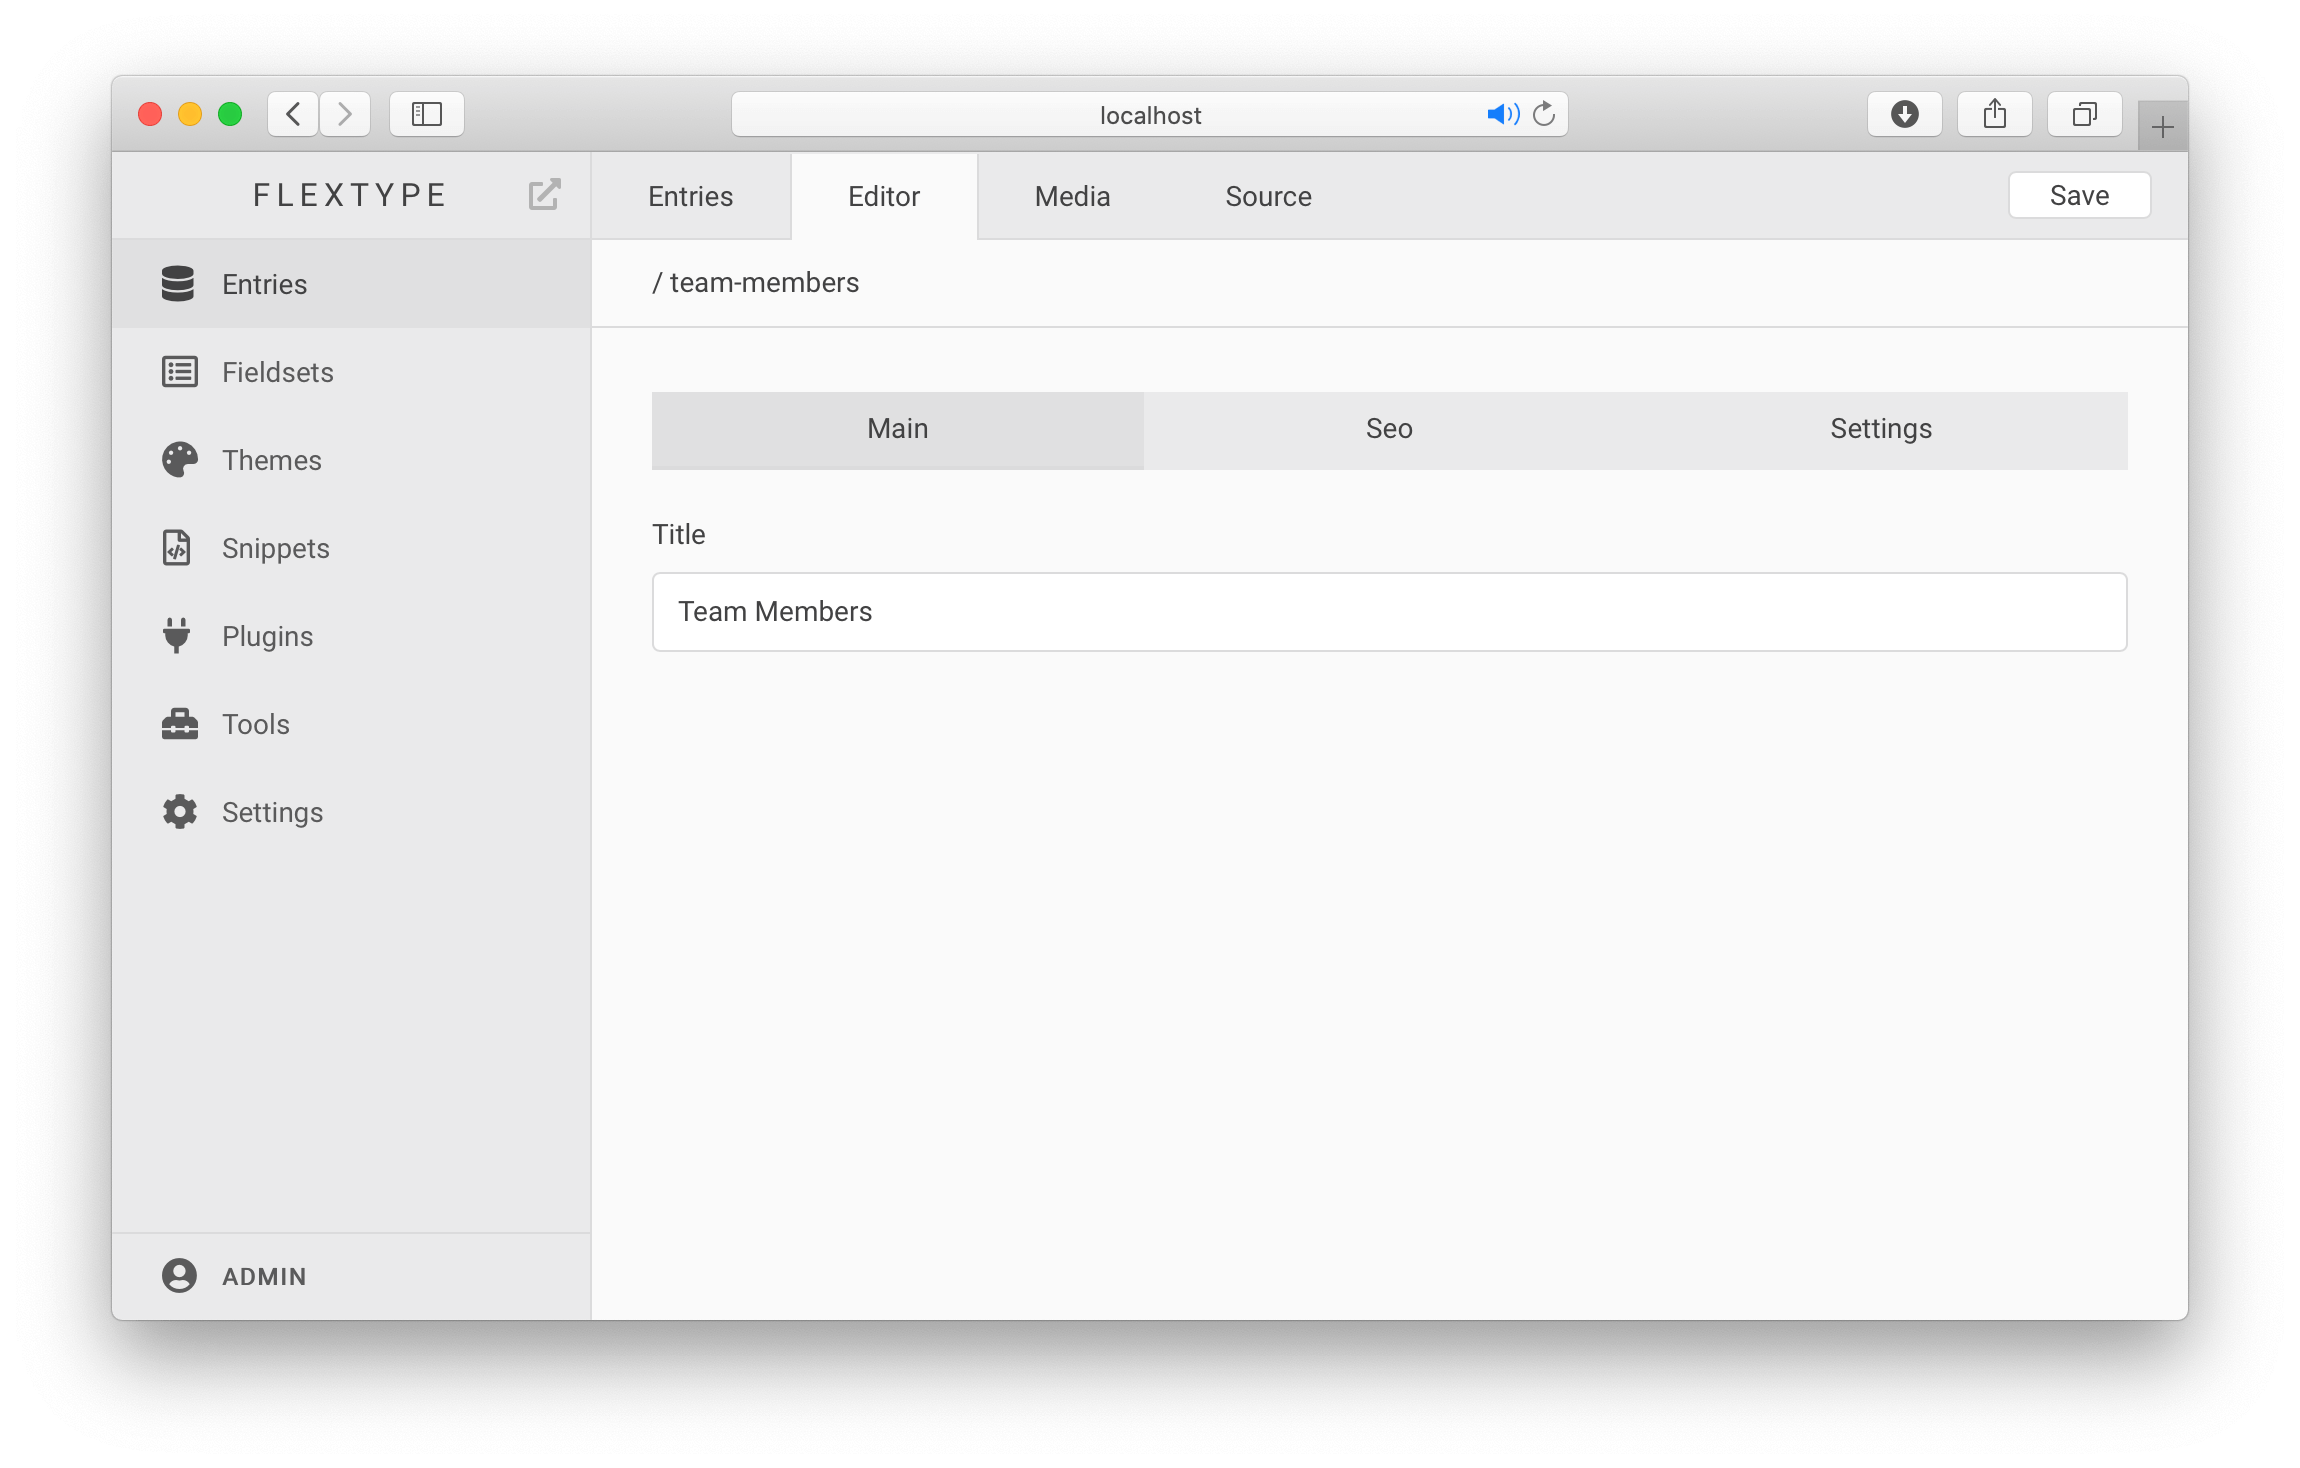 localhost
FLEXTYPE
Entries
Editor
Media
Source
Save
Entries
Fieldsets
Themes
Snippets
Plugins
Tools
Settings
ADMIN
/ team-members
Main
Seo
Settings
Title
Team Members